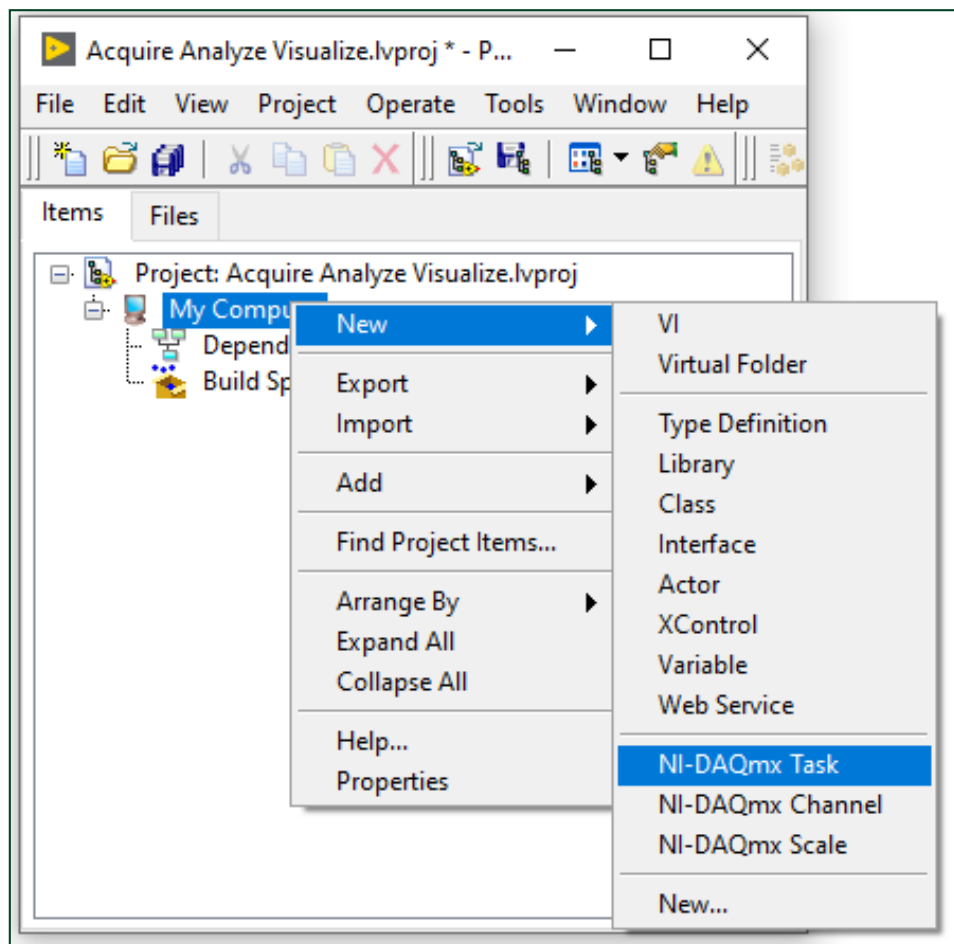 Acquire Analyze Visualize.lvproj * - P...
File Edit View Project Operate Tools Window Help
Items Files
Project: Acquire Analyze Visualize.lvproj
My Compu
Depend
Build Sp
New
Export
Import
Add
Find Project Items...
Arrange By
Expand All
Collapse All
Help...
Properties
VI
Virtual Folder
Type Definition
Library
Class
Interface
Actor
XControl
Variable
Web Service
NI-DAQmx Task
NI-DAQmx Channel
NI-DAQmx Scale
New...